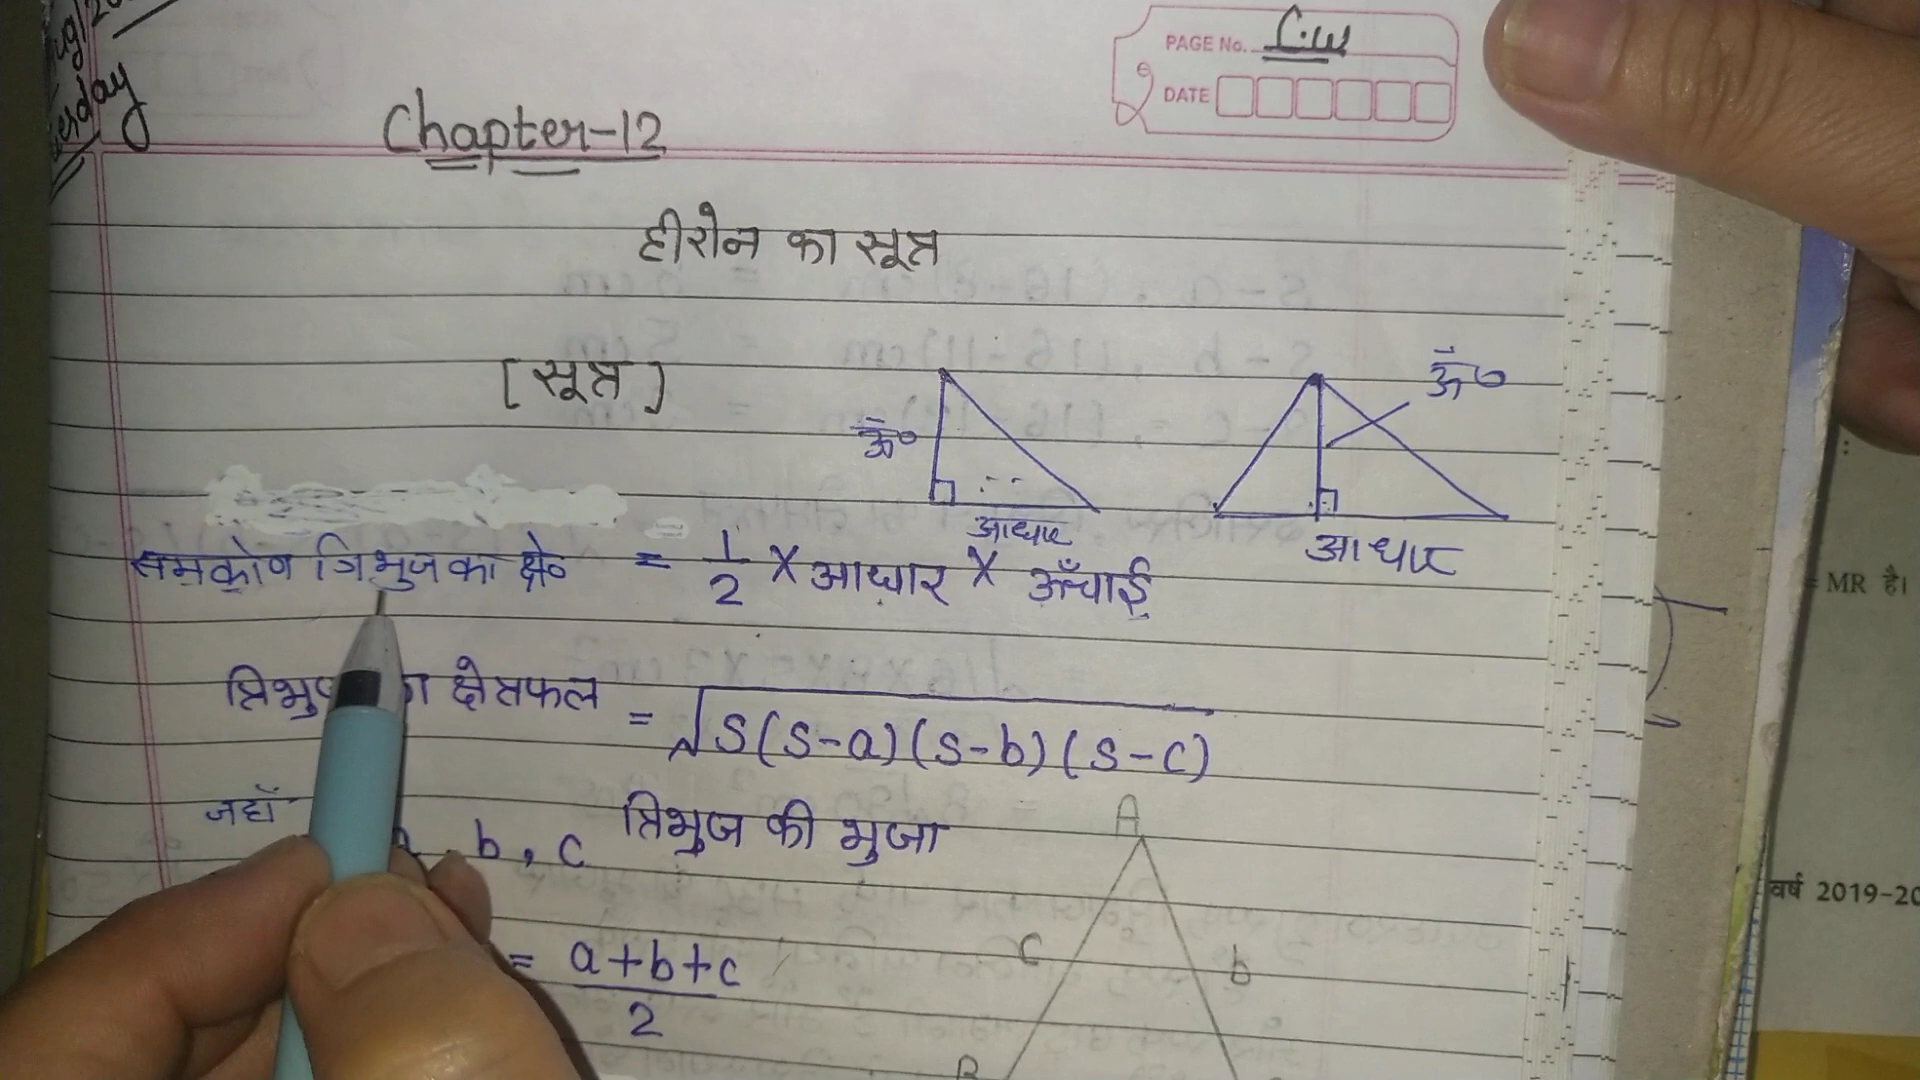 PAGE No. C.W
DATE
Chapter-12
हीरोन का सूत्र
[सूत्र]
ऊँ०
ऊँ०
आधार
आधार
समकोण त्रिभुज का क्षे० = 1/2 × आधार × ऊँचाई
क्षेत्रफल = √S(S-a)(S-b)(S-c)
जहाँ
b, c त्रिभुज की भुजा
A
c
b
= a+b+c/2
B
MR है।
वर्ष 2019-20